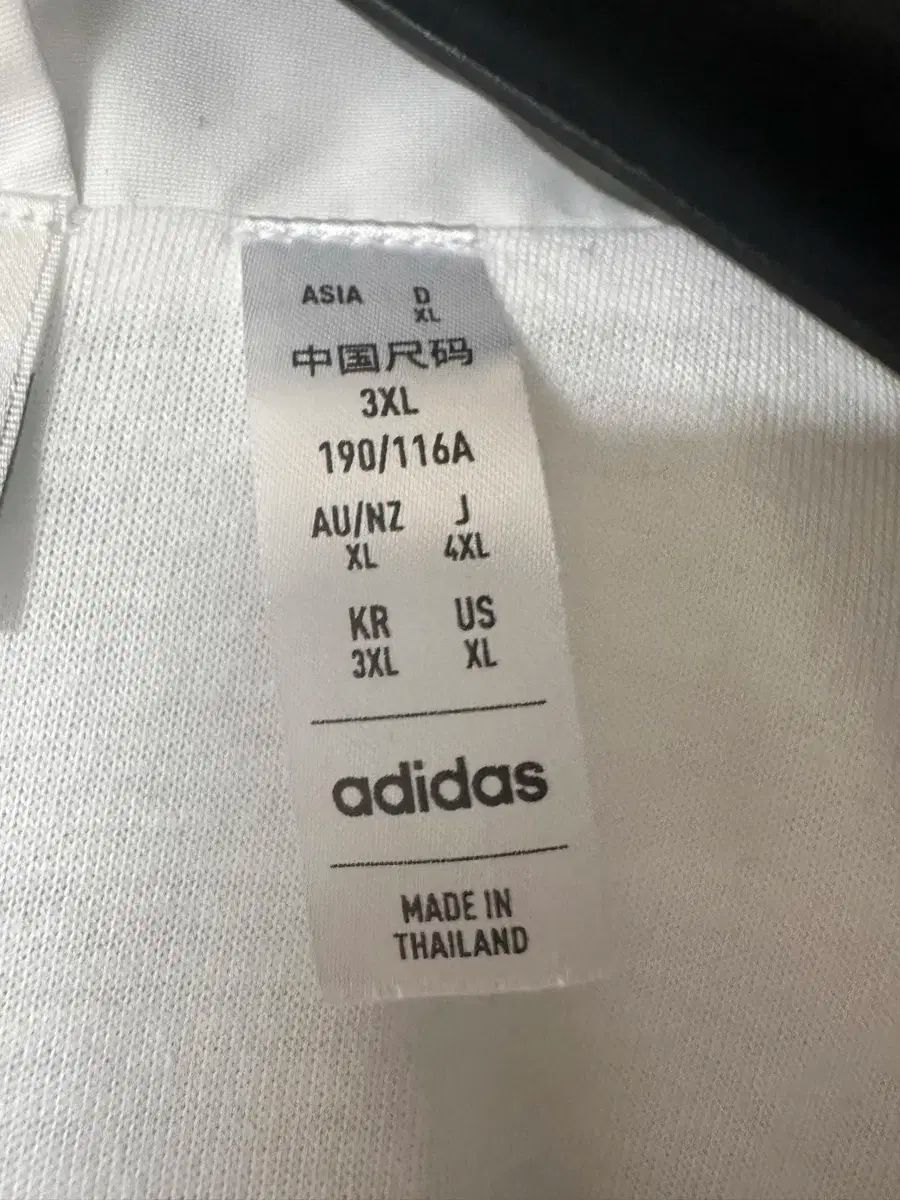 ASIA D
XL
中国尺码
3XL
190/116A
AU/NZ J
XL 4XL
KR US
3XL XL
adidas
MADE IN
THAILAND